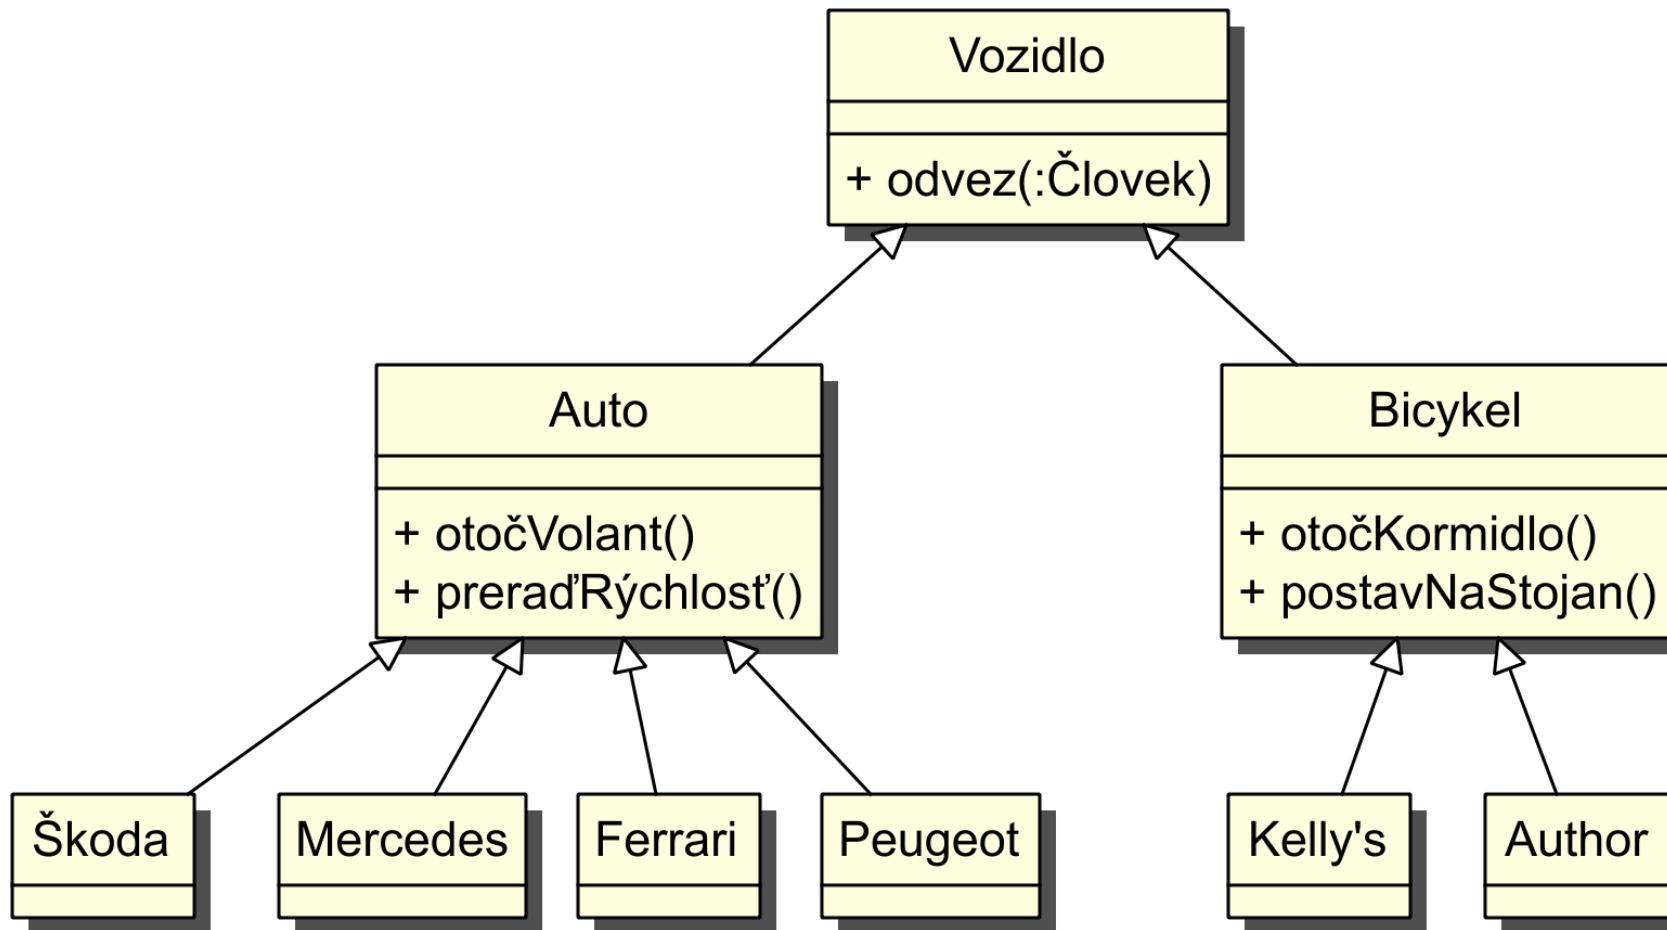 Vozidlo
+ odvez(:Človek)
Auto
+ otočVolant()
+ preraďRýchlosť()
Bicykel
+ otočKormidlo()
+ postavNaStojan()
Škoda
Mercedes
Ferrari
Peugeot
Kelly's
Author